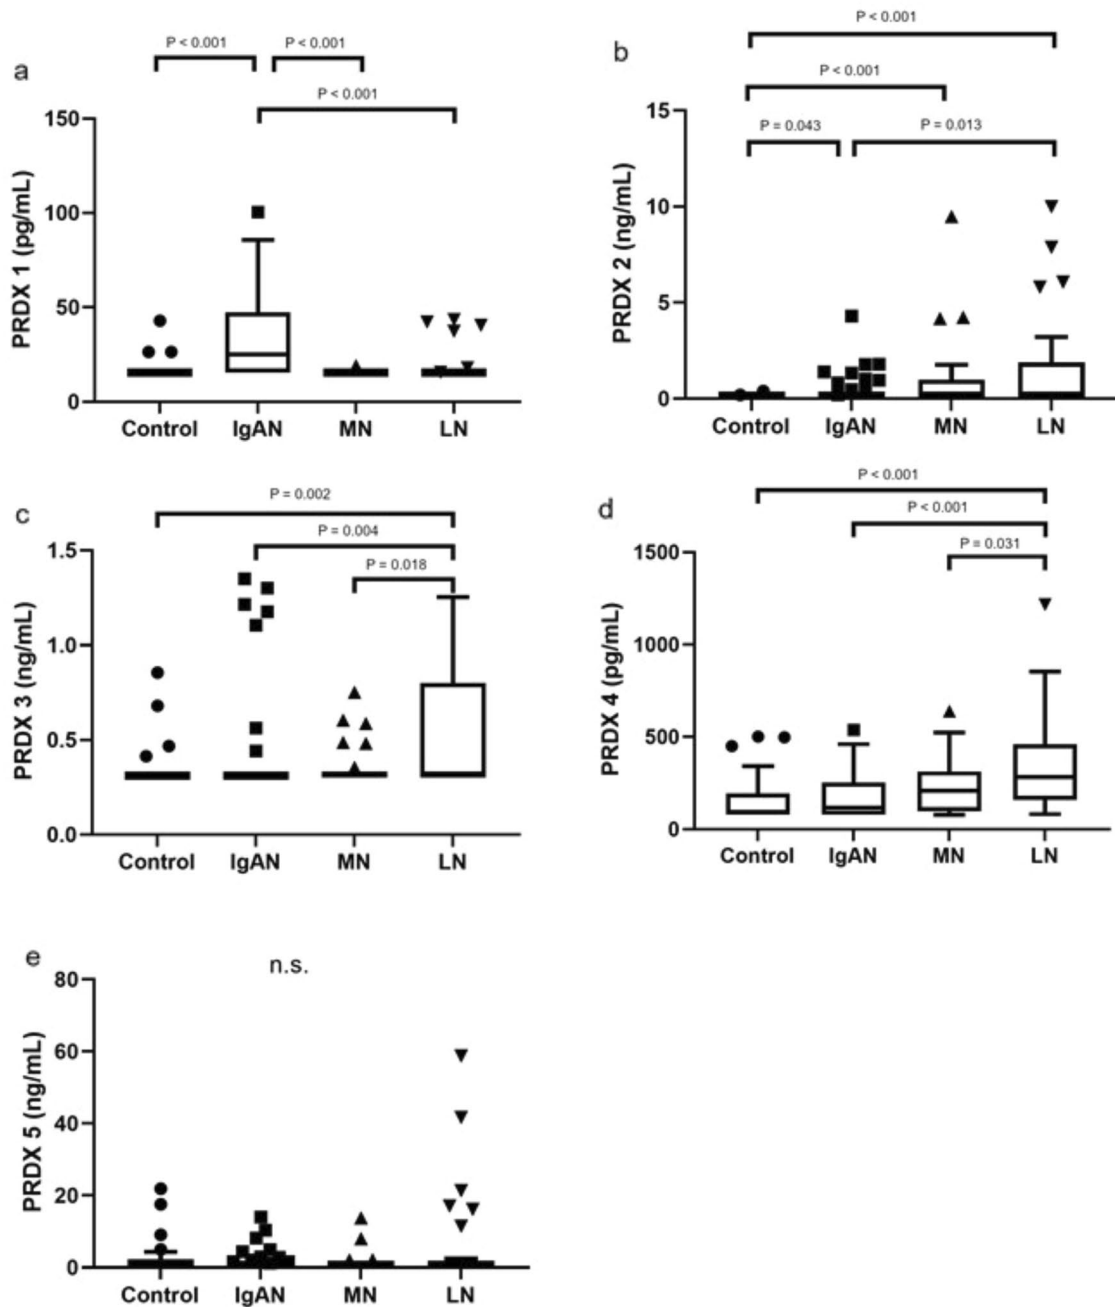 a
P < 0.001
P < 0.001
P < 0.001
PRDX 1 (pg/mL)
150
100
50
0
Control
IgAN
MN
LN
b
P < 0.001
P < 0.001
P = 0.043
P = 0.013
PRDX 2 (ng/mL)
15
10
5
0
Control
IgAN
MN
LN
c
P = 0.002
P = 0.004
P = 0.018
PRDX 3 (ng/mL)
1.5
1.0
0.5
0.0
Control
IgAN
MN
LN
d
P < 0.001
P < 0.001
P = 0.031
PRDX 4 (pg/mL)
1500
1000
500
0
Control
IgAN
MN
LN
e
n.s.
PRDX 5 (ng/mL)
80
60
40
20
0
Control
IgAN
MN
LN